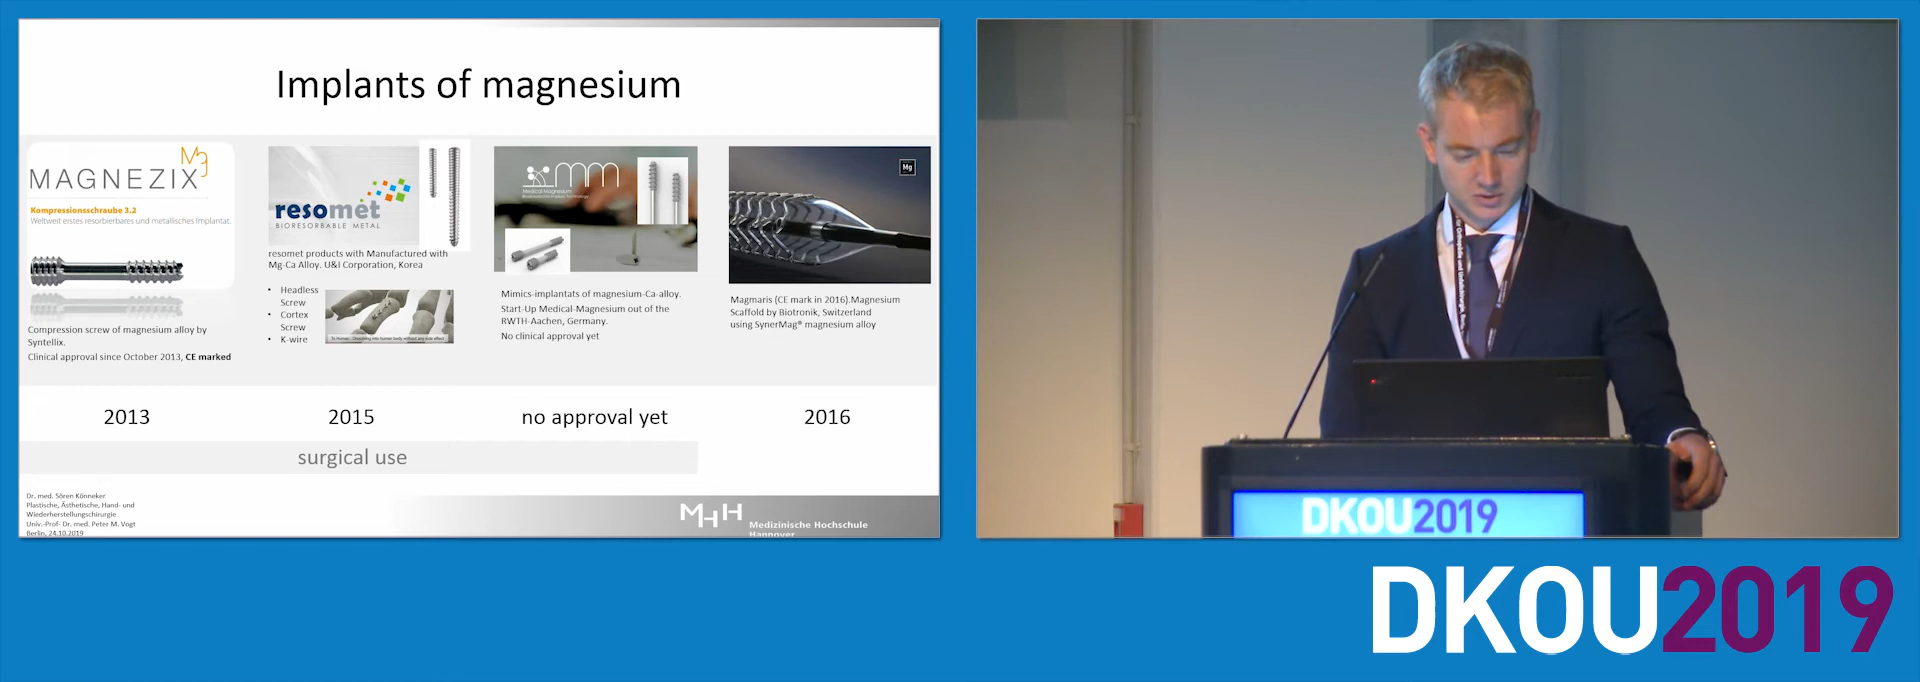 Implants of magnesium
MAGNEZIX
Kompressionsschraube 3.2
Weltweit erstes resorbierbares und metallisches Implantat.
Compression screw of magnesium alloy by
Syntellix.
Clinical approval since October 2013, CE marked
resomet
BIORESORBABLE METAL
resomet products with Manufactured with
Mg-Ca Alloy. U&I Corporation, Korea
• Headless
Screw
• Cortex
Screw
• K-wire
mm
Medical Magnesium
Mimics-implantats of magnesium-Ca-alloy.
Start-Up Medical-Magnesium out of the
RWTH-Aachen, Germany.
No clinical approval yet
Mg
Magmaris (CE mark in 2016).Magnesium
Scaffold by Biotronik, Switzerland
using SynerMag® magnesium alloy
2013
2015
no approval yet
2016
surgical use
Dr. med. Sören Könneker
Plastische, Ästhetische, Hand- und
Wiederherstellungschirurgie
Univ.-Prof- Dr. med. Peter M. Vogt
Berlin, 24.10.2019
MHH
Medizinische Hochschule
Hannover
DKOU2019
DKOU2019